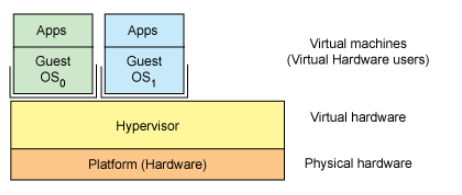 Apps
Guest
OS0
Apps
Guest
OS1
Virtual machines
(Virtual Hardware users)
Hypervisor
Virtual hardware
Platform (Hardware)
Physical hardware